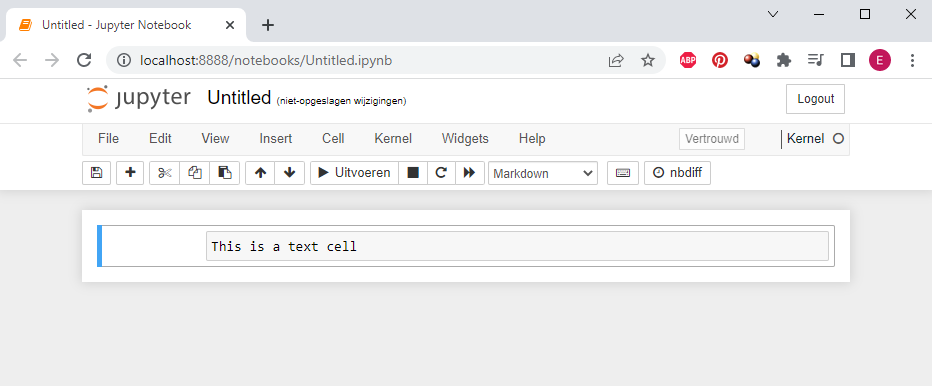 Untitled - Jupyter Notebook
localhost:8888/notebooks/Untitled.ipynb
ABP
E
jupyter Untitled (niet-opgeslagen wijzigingen)
Logout
File Edit View Insert Cell Kernel Widgets Help Vertrouwd Kernel
Uitvoeren Markdown nbdiff
This is a text cell